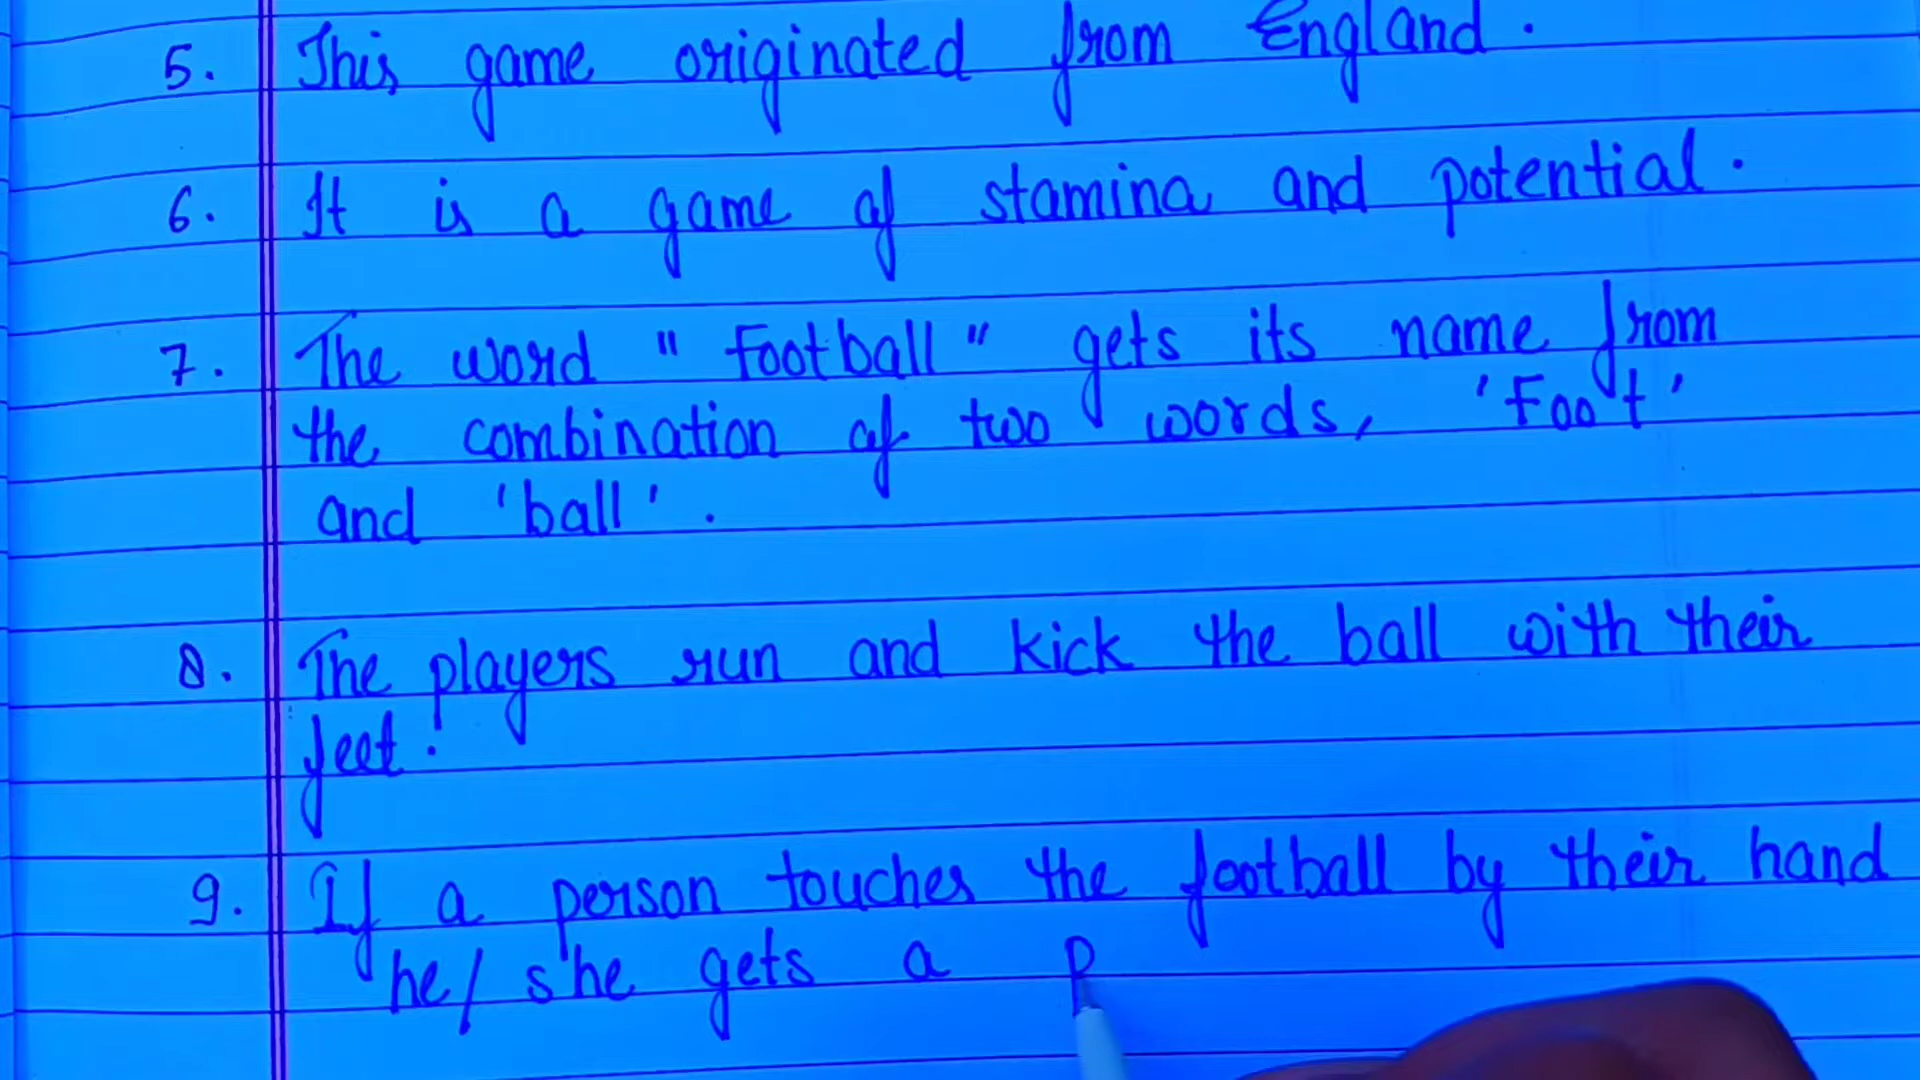 5. This game originated from England.
6. It is a game of stamina and potential.
7. The word "Football" gets its name from
the combination of two words, 'Foot'
and 'ball'.
8. The players run and kick the ball with their
feet.
9. If a person touches the football by their hand
he/ she gets a p